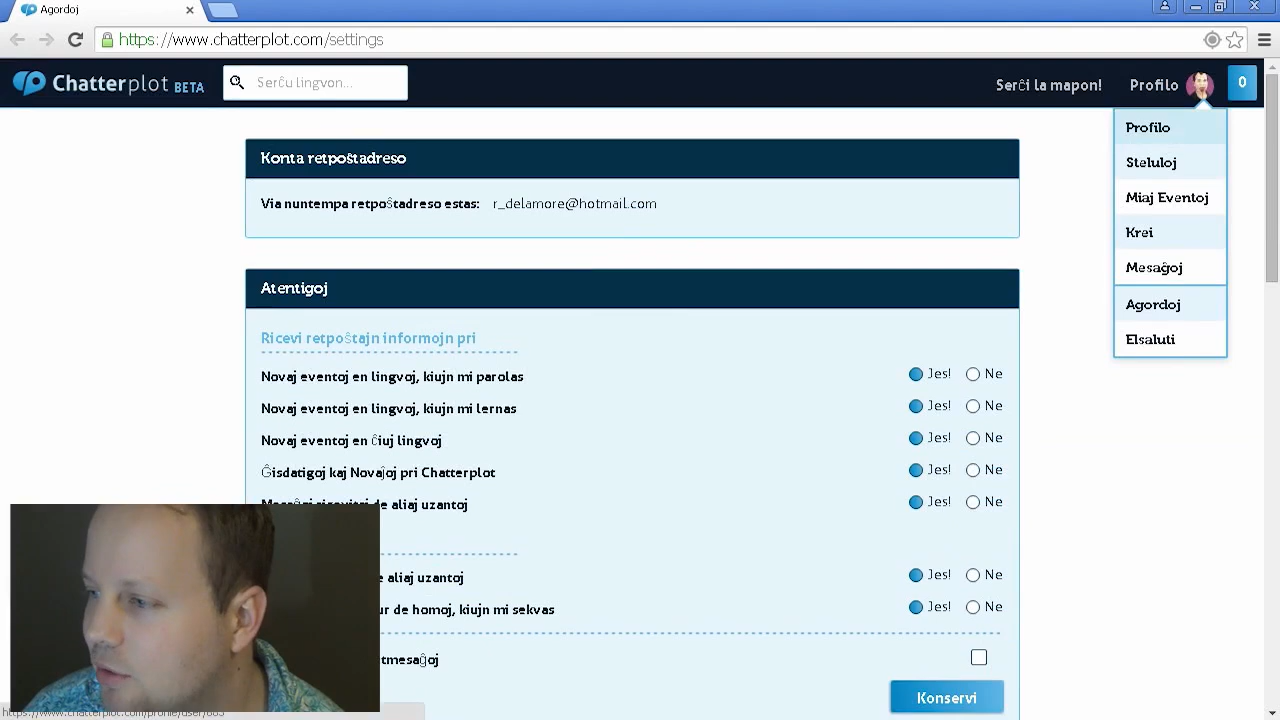 Agordoj
https://www.chatterplot.com/settings
Chatterplot BETA
Serĉu lingvon...
Serĉi la mapon!
Profilo
0
Profilo
Steluloj
Miaj Eventoj
Krei
Mesaĝoj
Agordoj
Elsaluti
Konta retpoŝtadreso
Via nuntempa retpoŝtadreso estas: r_delamore@hotmail.com
Atentigoj
Ricevi retpoŝtajn informojn pri
Novaj eventoj en lingvoj, kiujn mi parolas Jes! Ne
Novaj eventoj en lingvoj, kiujn mi lernas Jes! Ne
Novaj eventoj en ĉiuj lingvoj Jes! Ne
Ĝisdatigoj kaj Novaĵoj pri Chatterplot Jes! Ne
de aliaj uzantoj Jes! Ne
aliaj uzantoj Jes! Ne
de homoj, kiujn mi sekvas Jes! Ne
Konservi